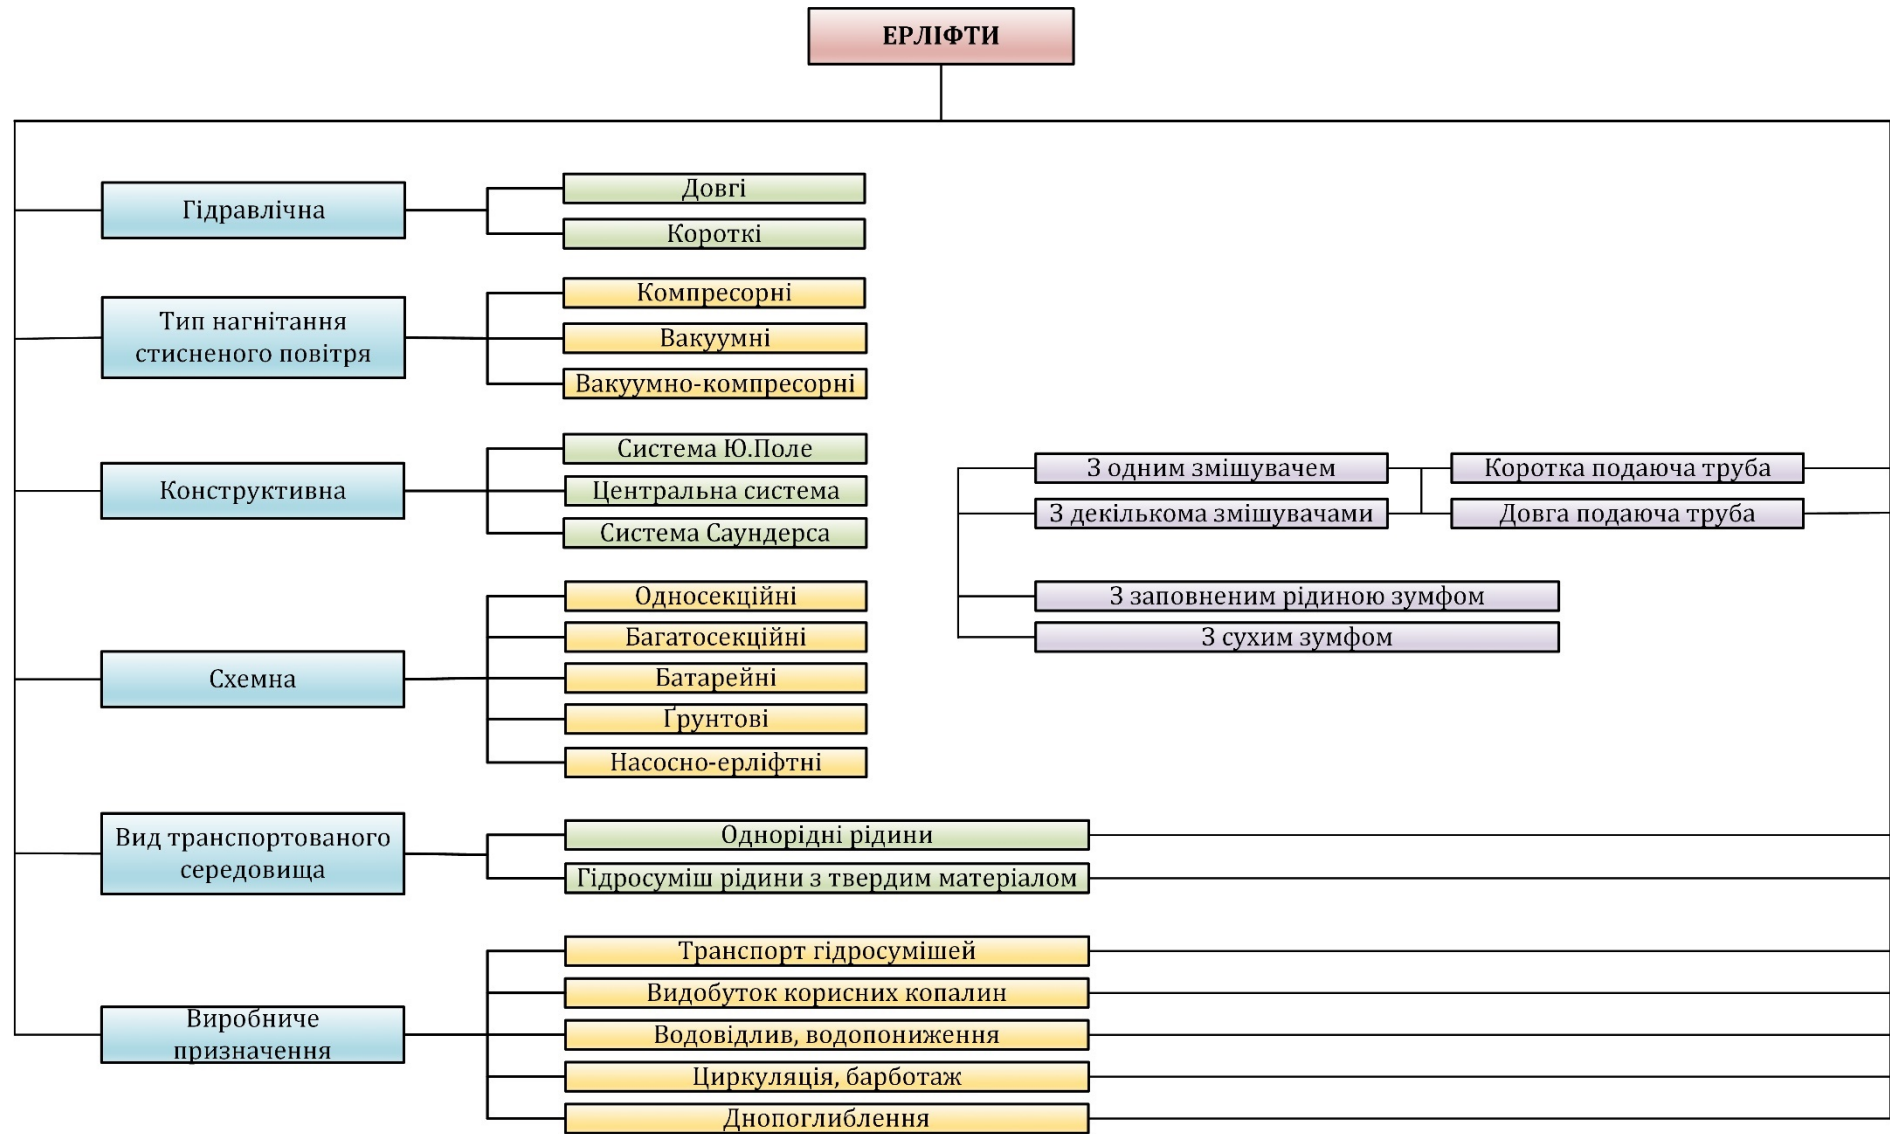 ЕРЛІФТИ
Гідравлічна
Довгі
Короткі
Тип нагнітання
стисненого повітря
Компресорні
Вакуумні
Вакуумно-компресорні
Конструктивна
Система Ю.Поле
Центральна система
Система Саундерса
З одним змішувачем
Коротка подаюча труба
З декількома змішувачами
Довга подаюча труба
З заповненим рідиною зумфом
З сухим зумфом
Схемна
Односекційні
Багатосекційні
Батарейні
Ґрунтові
Насосно-ерліфтні
Вид транспортованого
середовища
Однорідні рідини
Гідросуміш рідини з твердим матеріалом
Виробниче
призначення
Транспорт гідросумішей
Видобуток корисних копалин
Водовідлив, водопониження
Циркуляція, барботаж
Днопоглиблення